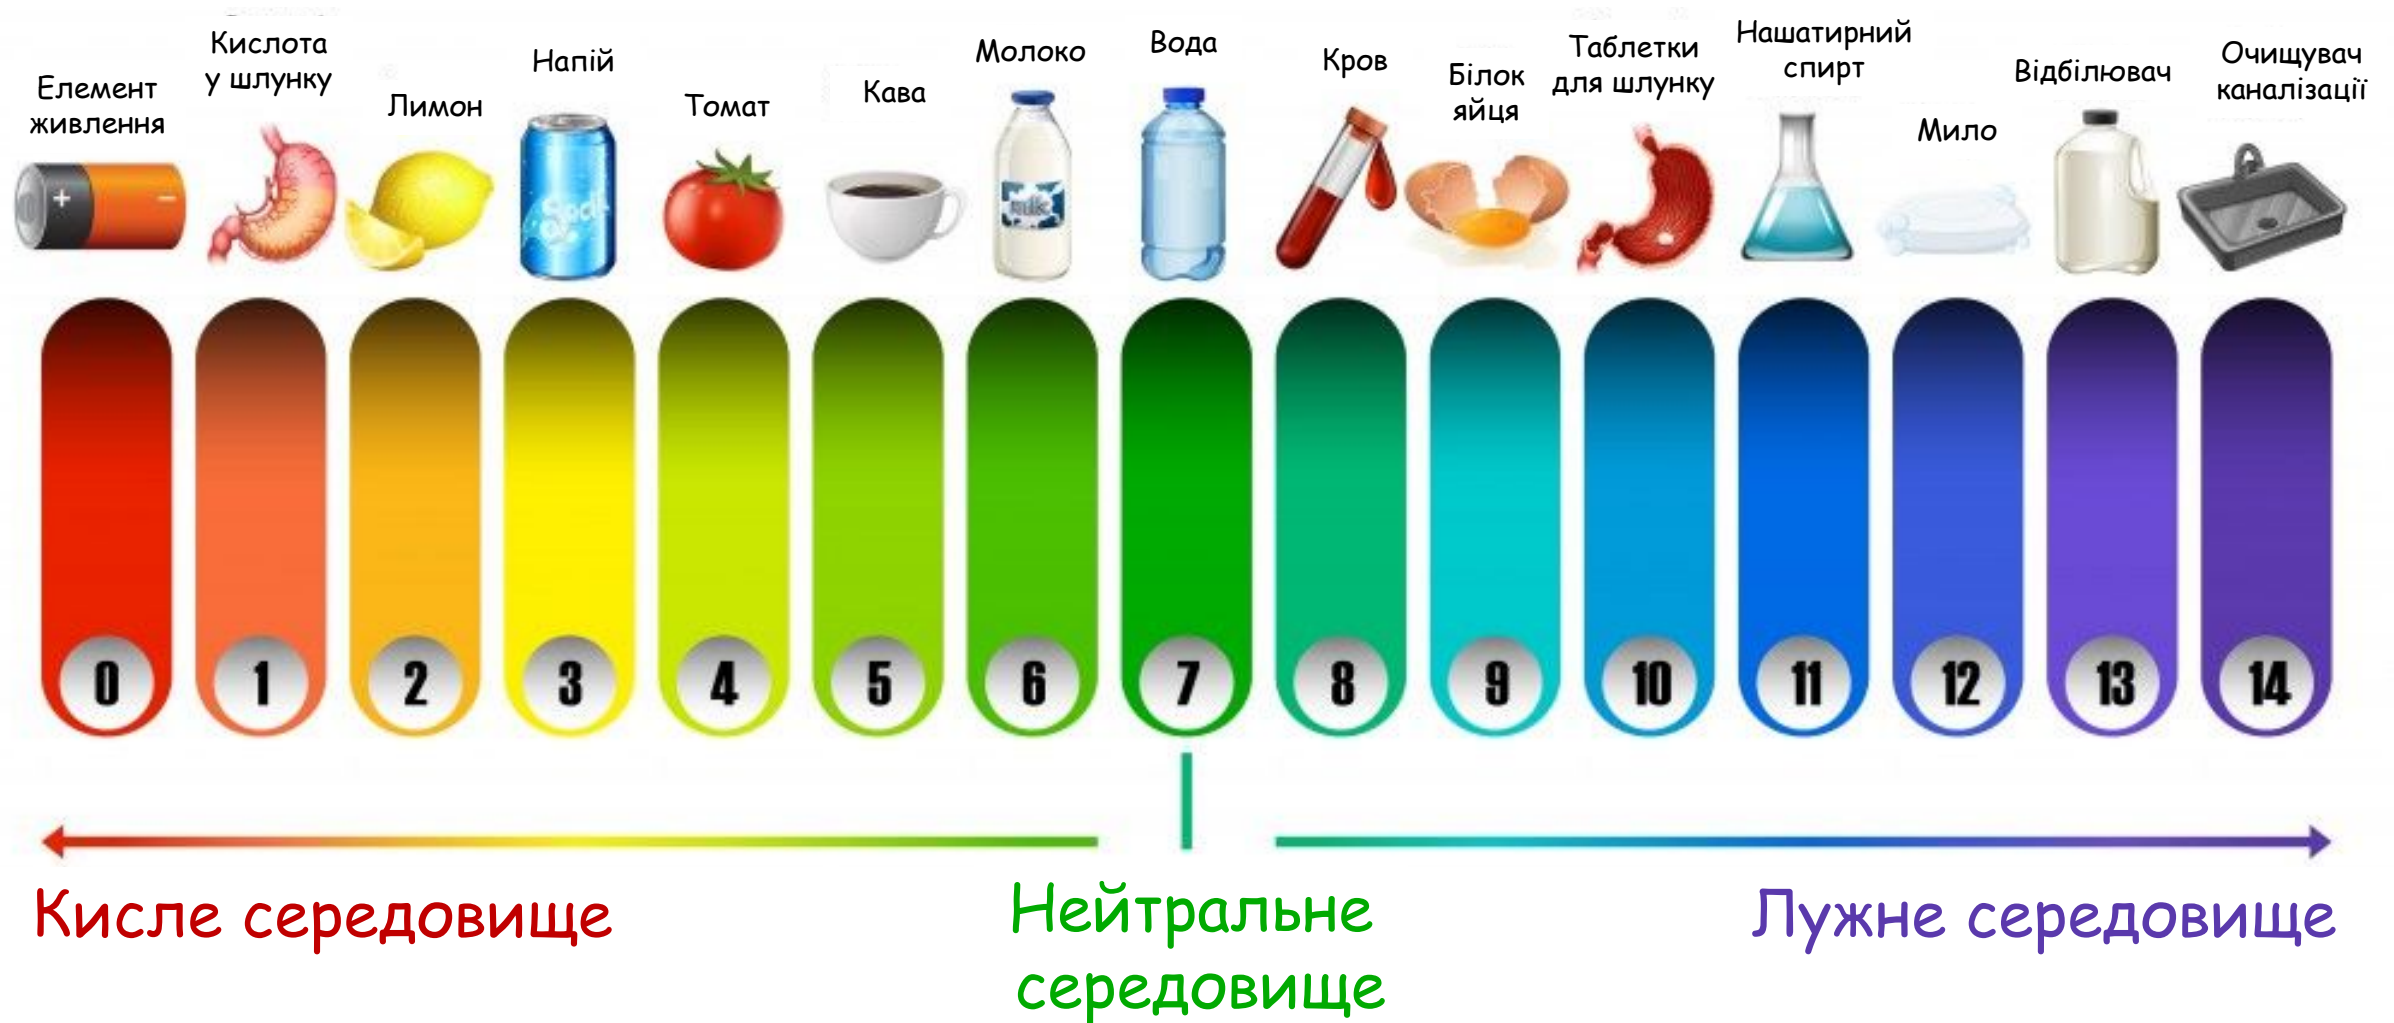 Елемент
живлення
Кислота
у шлунку
Лимон
Напій
Томат
Кава
Молоко
Вода
Кров
Білок
яйця
Таблетки
для шлунку
Нашатирний
спирт
Мило
Відбілювач
Очищувач
каналізації
+ −
milk
0 1 2 3 4 5 6 7 8 9 10 11 12 13 14
Кисле середовище
Нейтральне
середовище
Лужне середовище